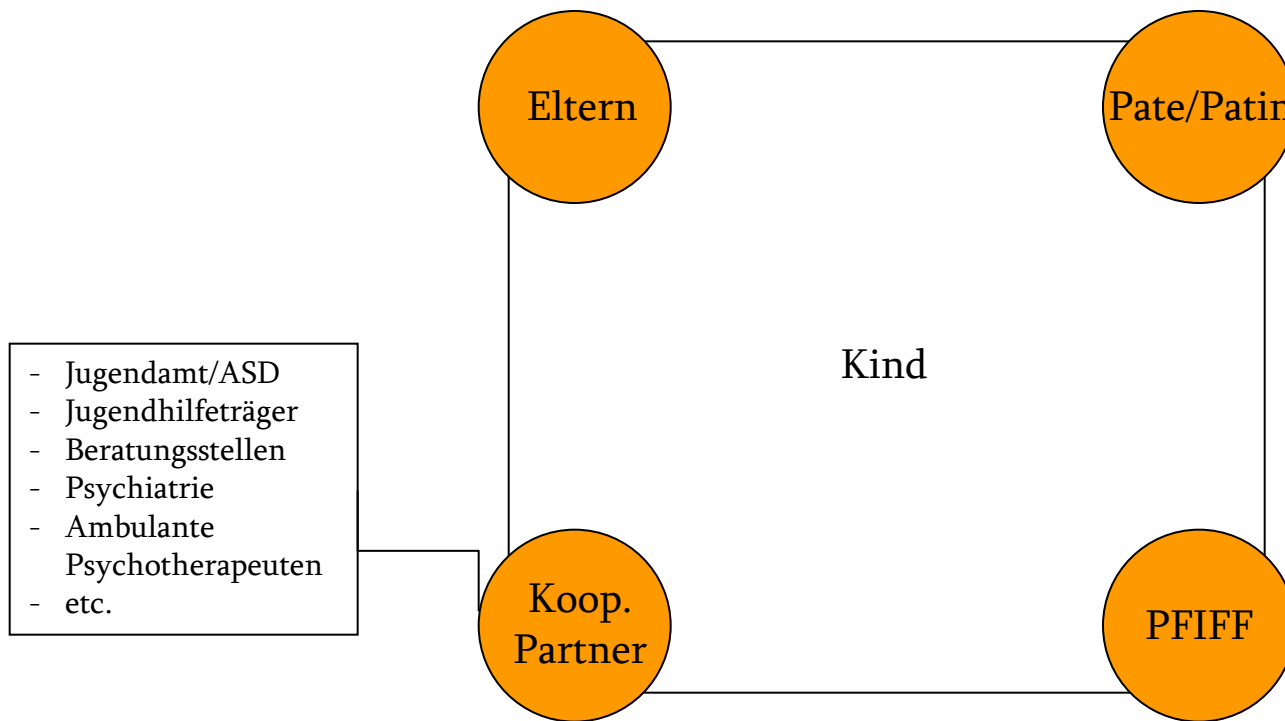 Eltern
Pate/Patin
Kind
- Jugendamt/ASD
- Jugendhilfeträger
- Beratungsstellen
- Psychiatrie
- Ambulante
Psychotherapeuten
- etc.
Koop.
Partner
PFIFF